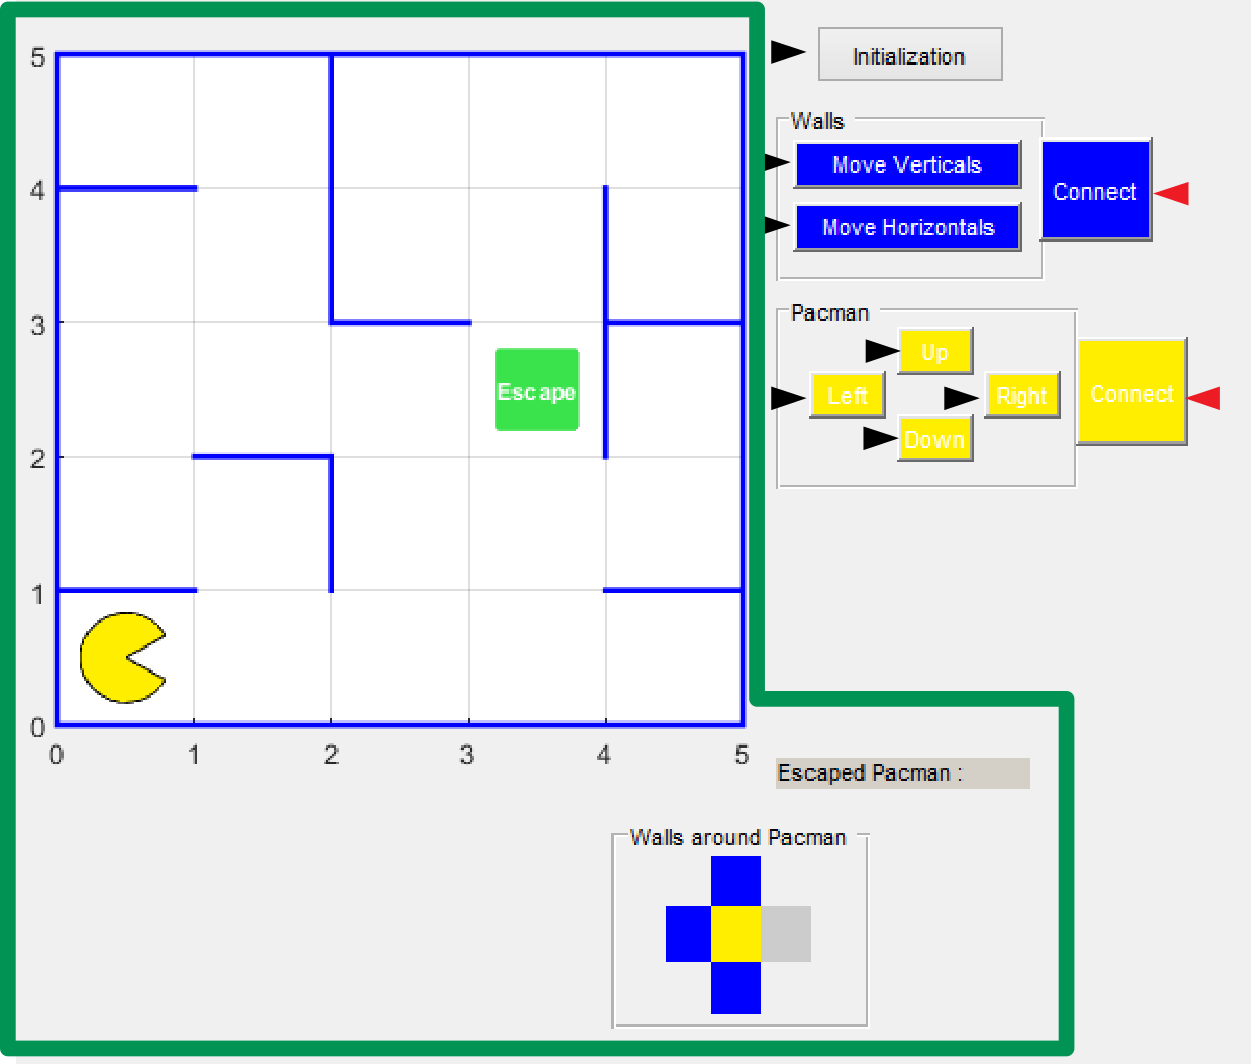 Initialization
Walls
Move Verticals
Move Horizontals
Connect
Pacman
Up
Left
Right
Down
Connect
5
4
3
2
1
0
Escape
0 1 2 3 4 5
Escaped Pacman :
Walls around Pacman